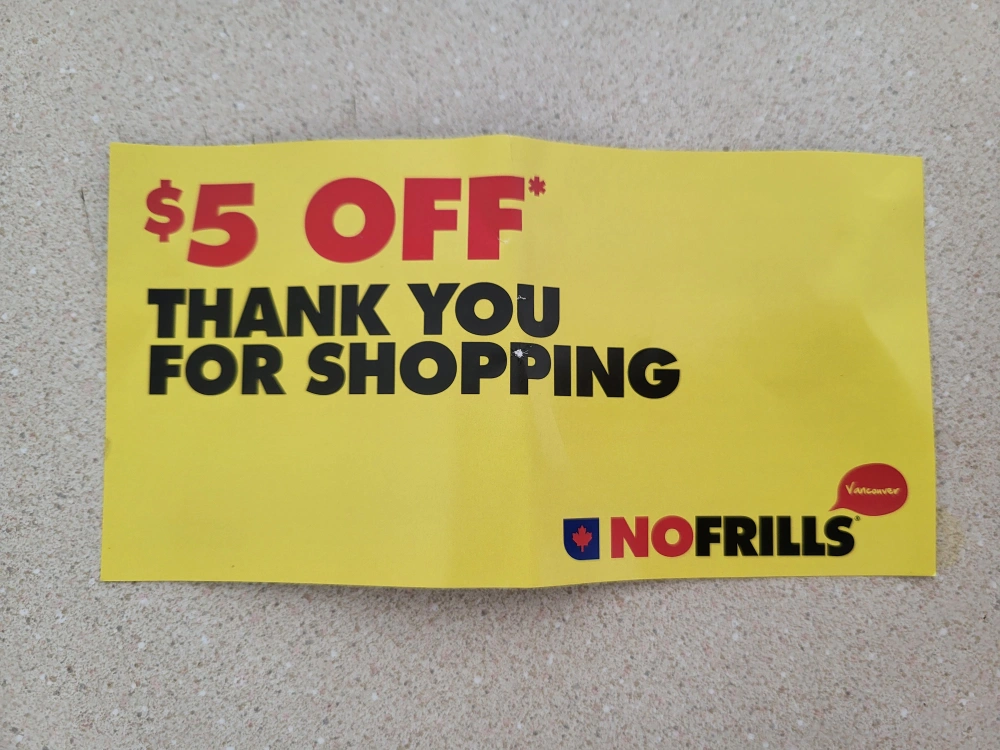 $5 OFF*
THANK YOU
FOR SHOPPING
Vancouver
NOFRILLS®